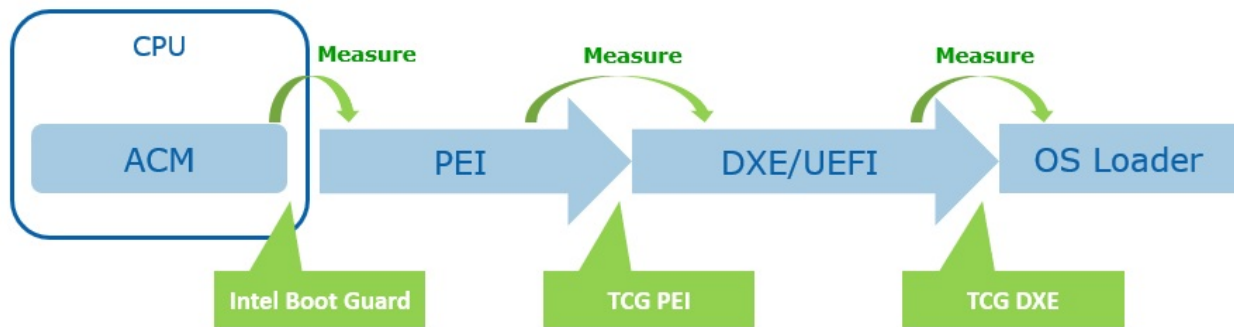 CPU
Measure
Measure
Measure
ACM
PEI
DXE/UEFI
OS Loader
Intel Boot Guard
TCG PEI
TCG DXE